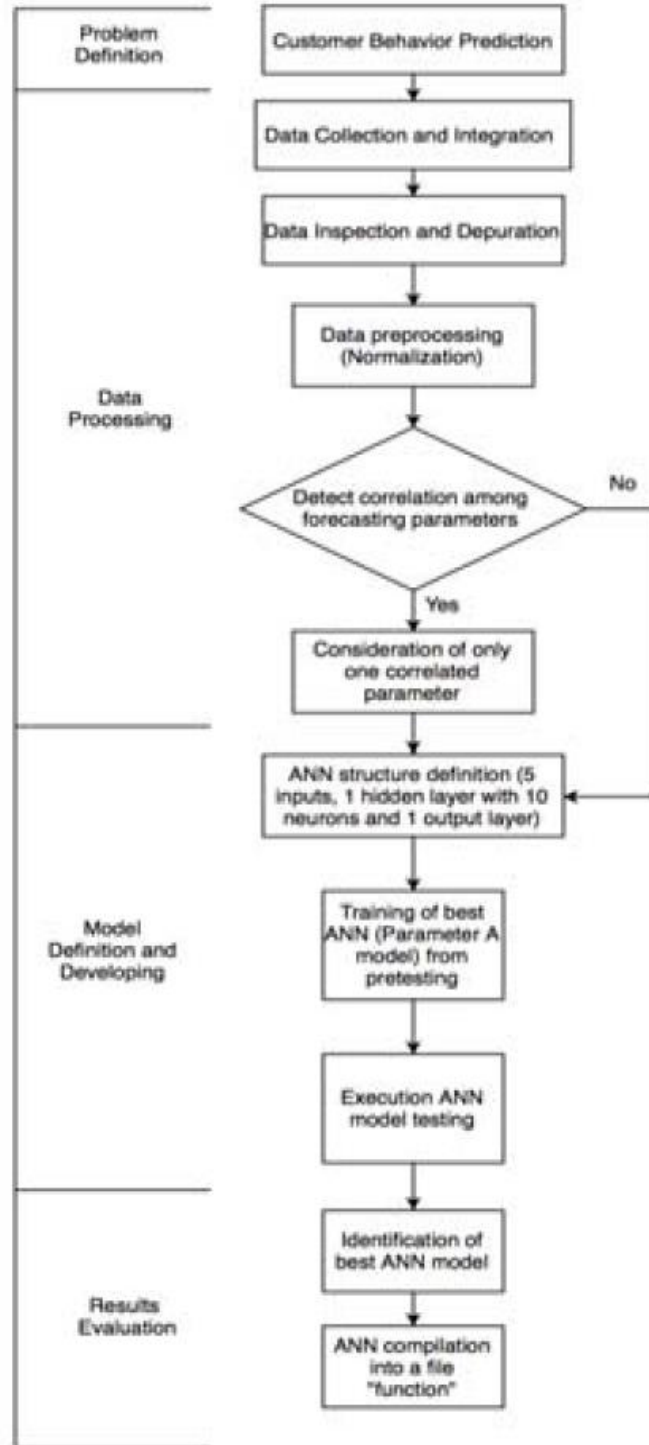 Problem
Definition
Customer Behavior Prediction
Data Collection and Integration
Data Inspection and Depuration
Data preprocessing
(Normalization)
Data
Processing
Detect correlation among
forecasting parameters
No
Yes
Consideration of only
one correlated
parameter
ANN structure definition (5
inputs, 1 hidden layer with 10
neurons and 1 output layer)
Training of best
ANN (Parameter A
model) from
pretesting
Model
Definition and
Developing
Execution ANN
model testing
Identification of
best ANN model
Results
Evaluation
ANN compilation
into a file
"function"